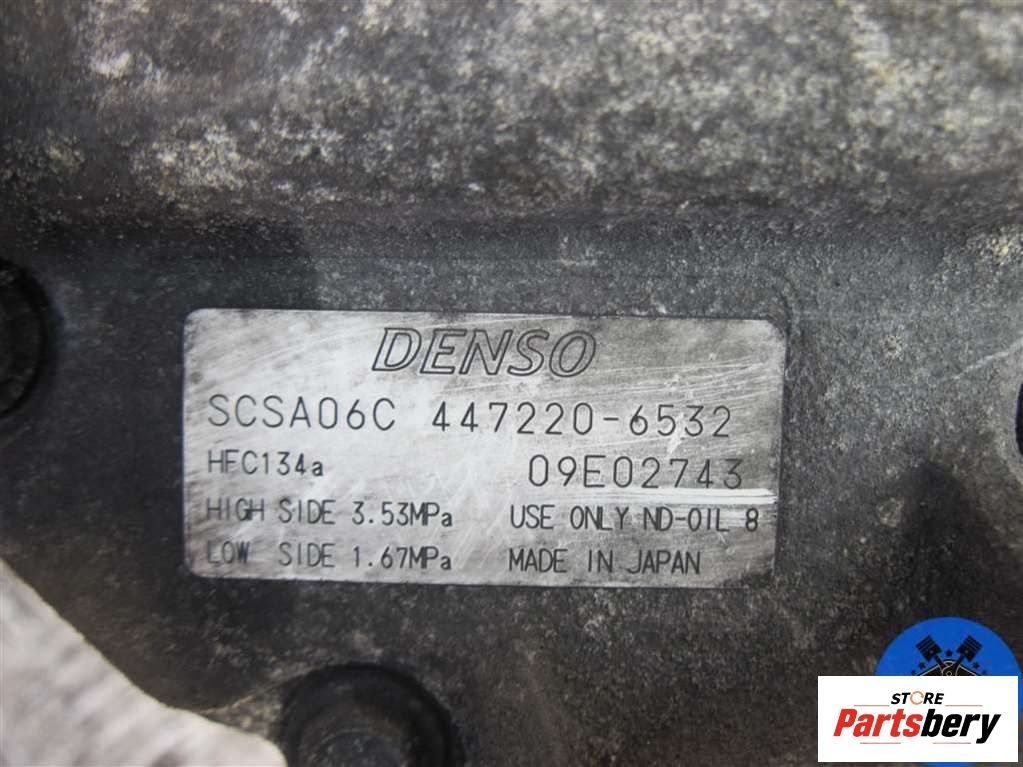 DENSO
SCSA06C 447220-6532
HFC134a 09E02743
HIGH SIDE 3.53MPa USE ONLY ND-OIL 8
LOW SIDE 1.67MPa MADE IN JAPAN
STORE
Partsbery